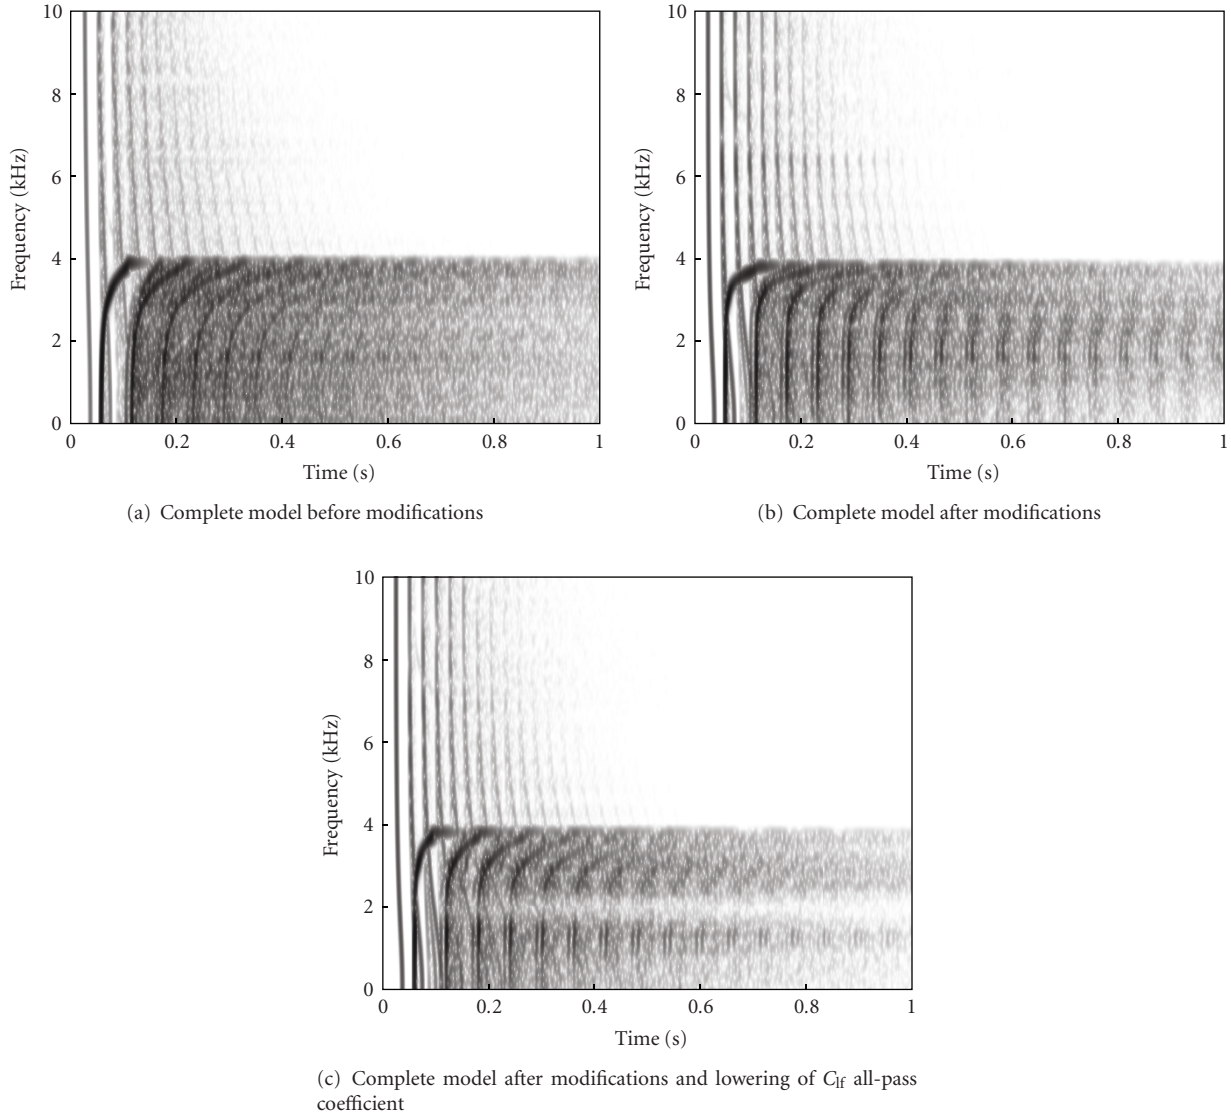 10
8
6
4
2
0
Frequency (kHz)
0 0.2 0.4 0.6 0.8 1
Time (s)
(a) Complete model before modifications
10
8
6
4
2
0
Frequency (kHz)
0 0.2 0.4 0.6 0.8 1
Time (s)
(b) Complete model after modifications
10
8
6
4
2
0
Frequency (kHz)
0 0.2 0.4 0.6 0.8 1
Time (s)
(c) Complete model after modifications and lowering of Clf all-pass
coefficient